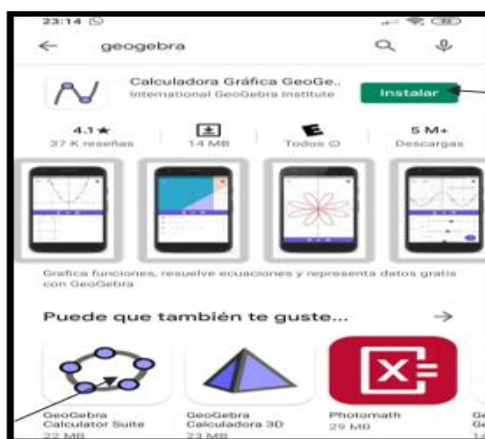 23:14
geogebra
Calculadora Gráfica GeoGe..
International GeoGebra Institute
Instalar
4.1★
37 K reseñas
14 MB
Todos
5 M+
Descargas
Grafica funciones, resuelve ecuaciones y representa datos gratis
con GeoGebra
Puede que también te guste...
GeoGebra
Calculator Suite
22 MB
GeoGebra
Calculadora 3D
23 MB
Photomath
29 MB